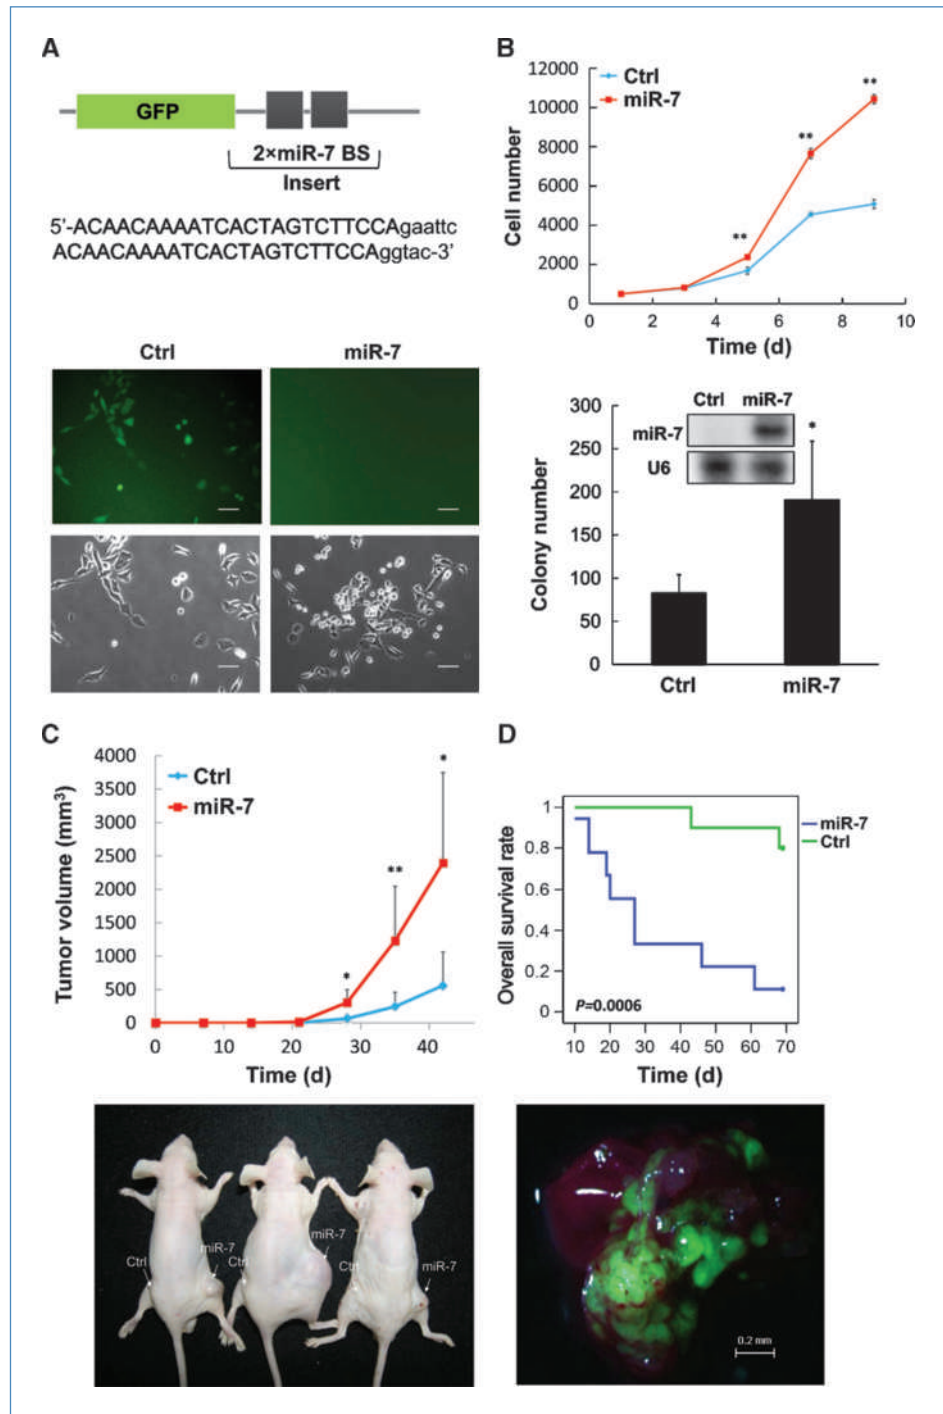 A
GFP
2×miR-7 BS
Insert
5'-ACAACAAAATCACTAGTCTTCCAgaattc
ACAACAAAATCACTAGTCTTCCAggtac-3'
Ctrl
miR-7
B
Ctrl
miR-7
Cell number
12000
10000
8000
6000
4000
2000
0
**
**
**
0 2 4 6 8 10
Time (d)
Colony number
300
250
200
150
100
50
0
Ctrl miR-7
miR-7
U6
*
Ctrl miR-7
C
Tumor volume (mm³)
4000
3500
3000
2500
2000
1500
1000
500
0
Ctrl
miR-7
*
**
*
0 10 20 30 40
Time (d)
Ctrl miR-7
Ctrl miR-7
Ctrl miR-7
D
Overall survival rate
1
0.8
0.6
0.4
0.2
0
miR-7
Ctrl
P=0.0006
10 20 30 40 50 60 70
Time (d)
0.2 mm